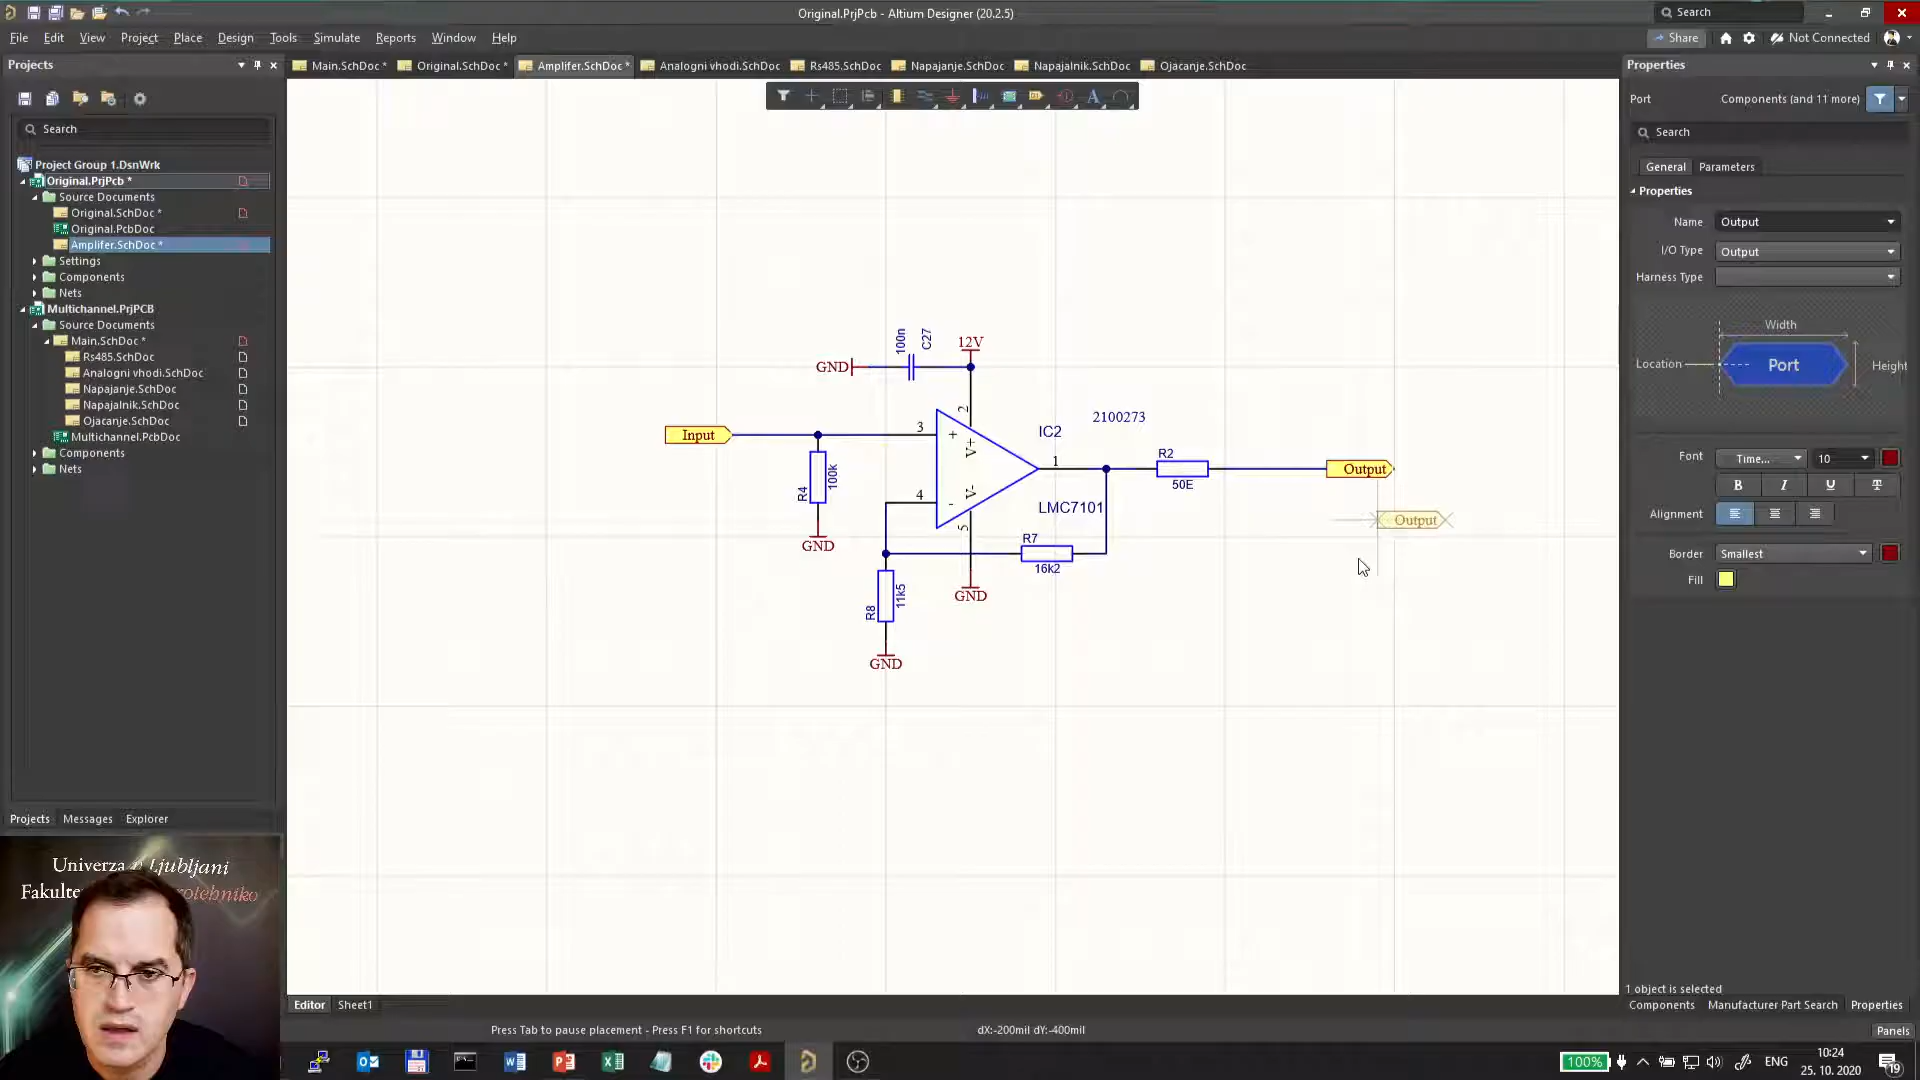 Original.PrjPcb - Altium Designer (20.2.5)
Search
File Edit View Project Place Design Tools Simulate Reports Window Help
Share
Not Connected
Projects
Main.SchDoc *
Original.SchDoc *
Amplifer.SchDoc *
Analogni vhodi.SchDoc
Rs485.SchDoc
Napajanje.SchDoc
Napajalnik.SchDoc
Ojacanje.SchDoc
Properties
Port
Components (and 11 more)
Search
Search
Project Group 1.DsnWrk
Original.PrjPcb *
Source Documents
Original.SchDoc *
Original.PcbDoc
Amplifer.SchDoc *
Settings
Components
Nets
Multichannel.PrjPCB
Source Documents
Main.SchDoc *
Rs485.SchDoc
Analogni vhodi.SchDoc
Napajanje.SchDoc
Napajalnik.SchDoc
Ojacanje.SchDoc
Multichannel.PcbDoc
Components
Nets
General
Parameters
Properties
Name
Output
I/O Type
Output
Harness Type
Width
Location
Port
Height
Font
Time...
10
B I U T
Alignment
Border
Smallest
Fill
100n
C27
12V
GND
2
Input
3
+
V+
IC2
2100273
R4
100k
1
R2
50E
Output
4
-
V-
LMC7101
5
Output
GND
R7
16k2
GND
R8
11k5
GND
Projects Messages Explorer
Univerza v Ljubljani
Editor Sheet1
1 object is selected
Components Manufacturer Part Search Properties
Press Tab to pause placement - Press F1 for shortcuts
dX:-200mil dY:-400mil
Panels
100%
ENG
10:24
25. 10. 2020
19